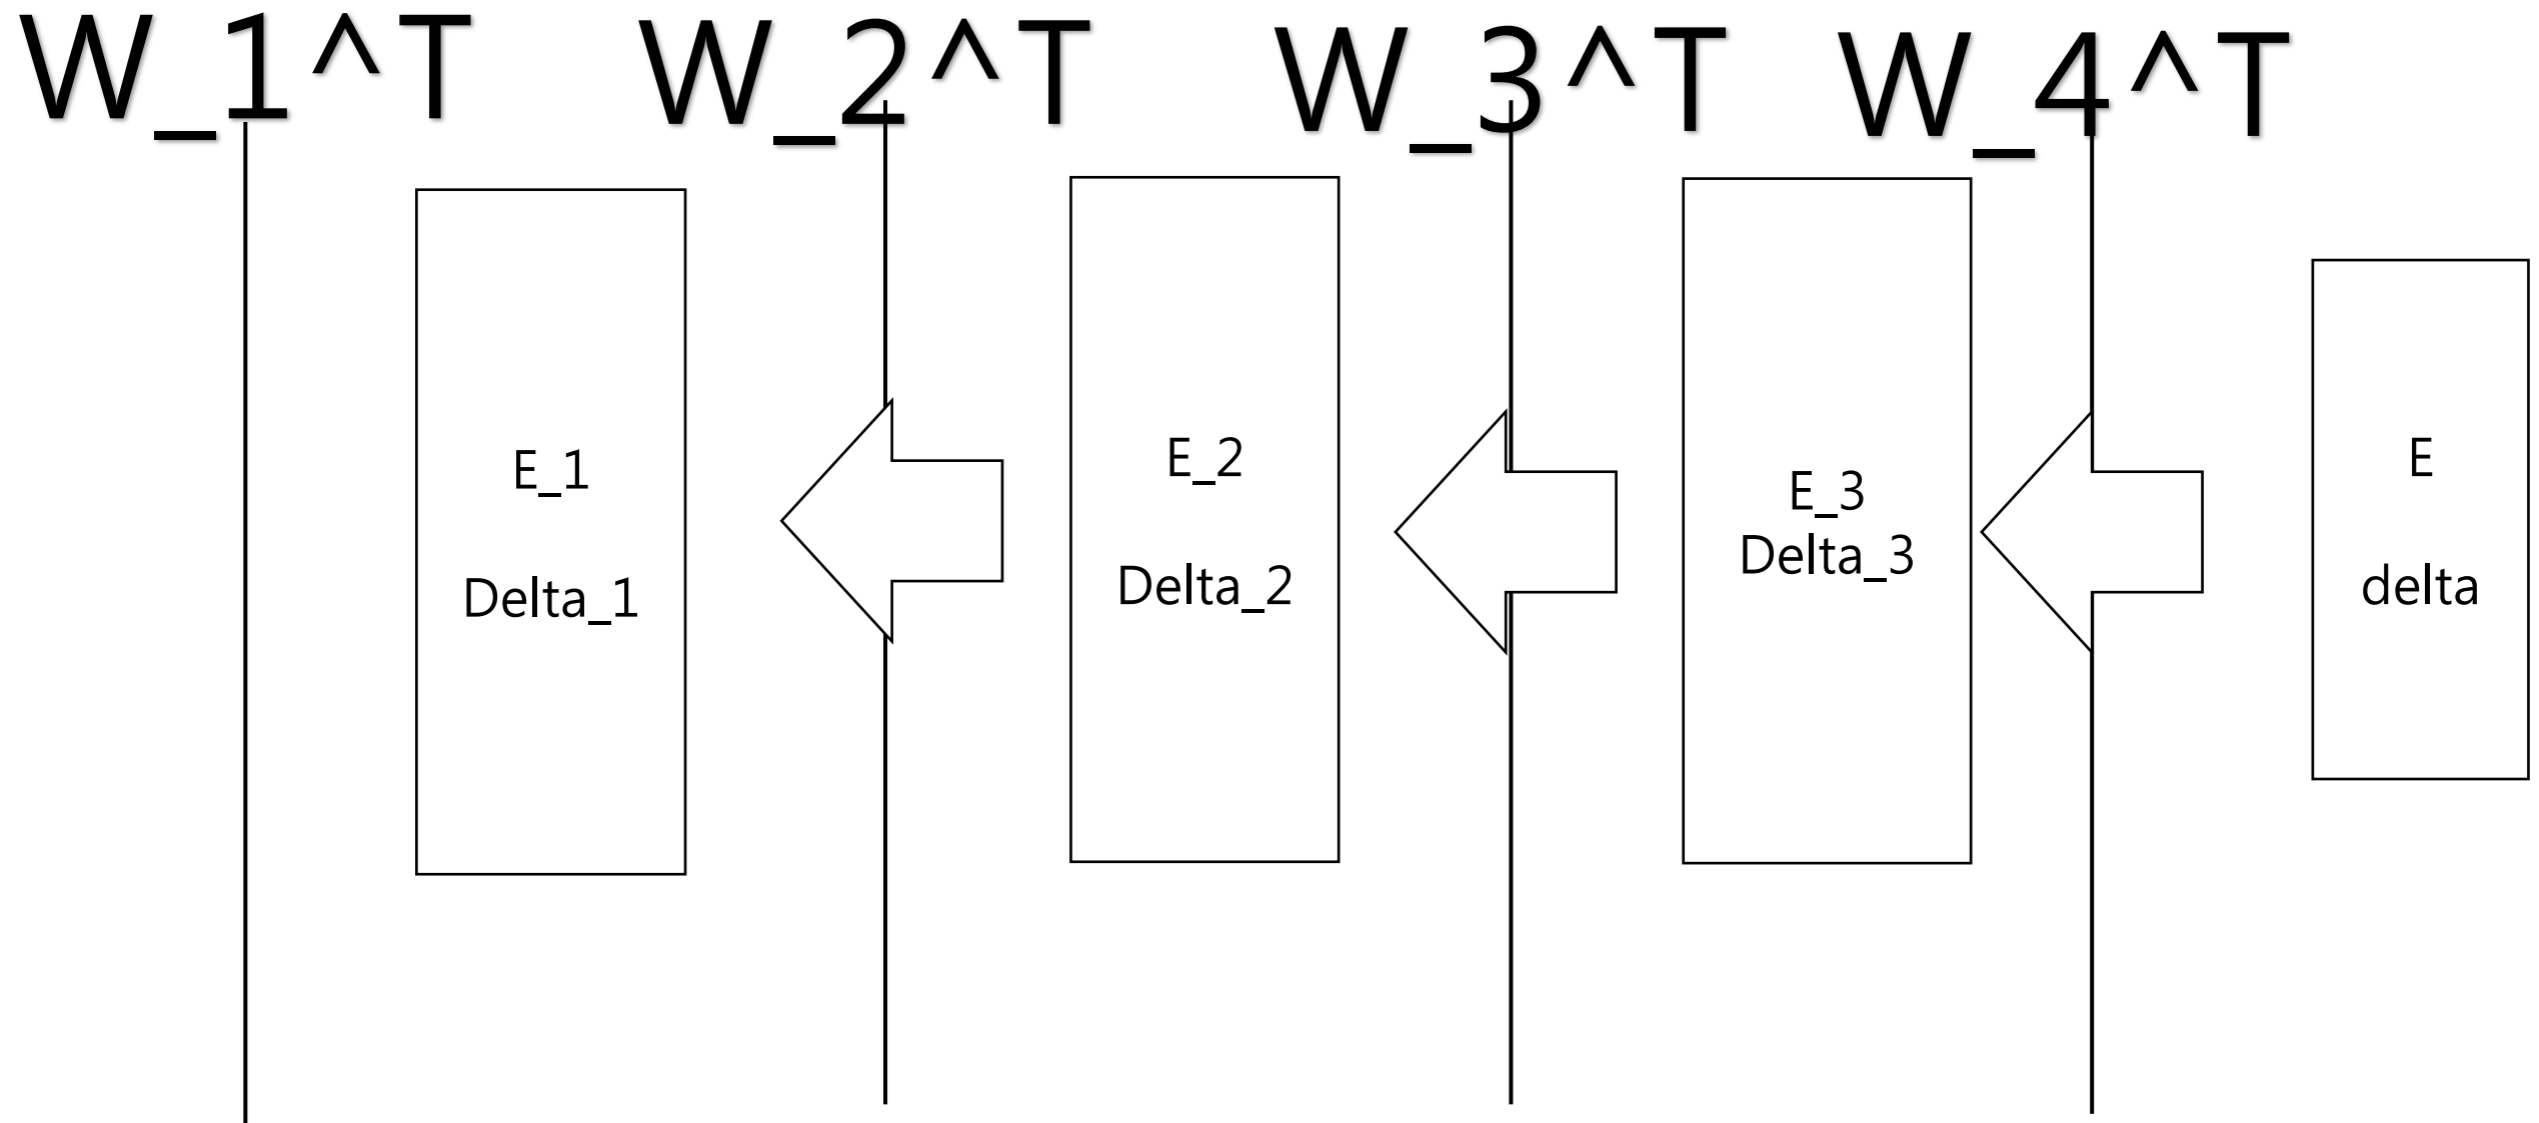 W_1^T
W_2^T
W_3^T
W_4^T
E_1
Delta_1
E_2
Delta_2
E_3
Delta_3
E
delta